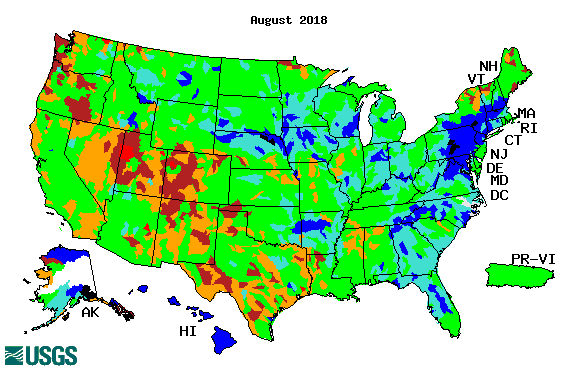 August 2018
NH
VT
MA
RI
CT
NJ
DE
MD
DC
PR-VI
AK
HI
USGS